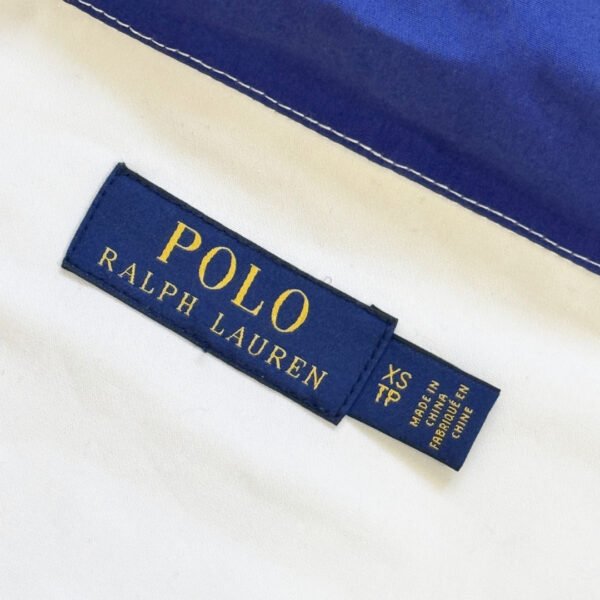 POLO
RALPH LAUREN
XS
TP
MADE IN
CHINA
FABRIQUÉ EN
CHINE